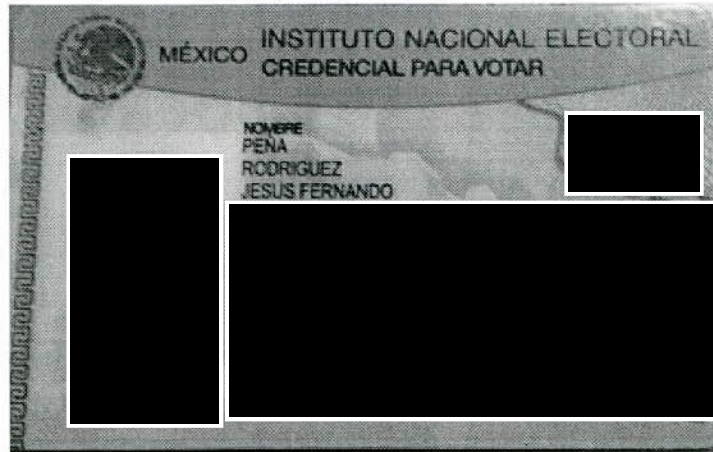 MÉXICO INSTITUTO NACIONAL ELECTORAL
CREDENCIAL PARA VOTAR
NOMBRE
PEÑA
RODRIGUEZ
JESUS FERNANDO